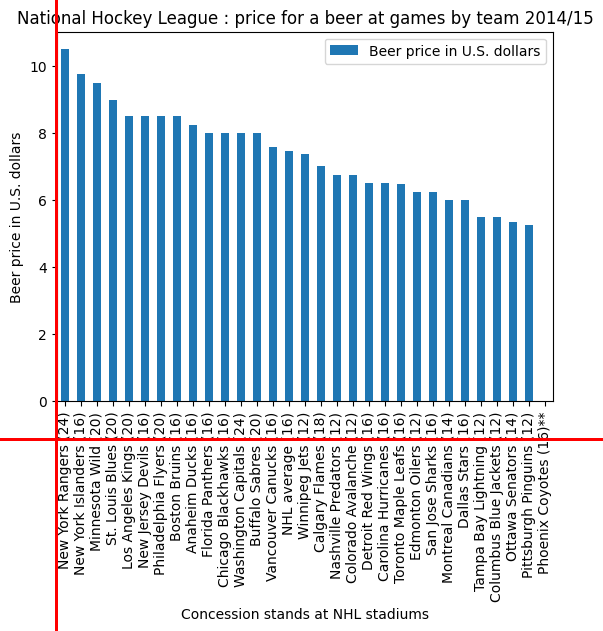 National Hockey League : price for a beer at games by team 2014/15
Beer price in U.S. dollars
Beer price in U.S. dollars
10
8
6
4
2
0
New York Rangers (24)
New York Islanders (16)
Minnesota Wild (20)
St. Louis Blues (20)
Los Angeles Kings (20)
New Jersey Devils (16)
Philadelphia Flyers (20)
Boston Bruins (16)
Anaheim Ducks (16)
Florida Panthers (16)
Chicago Blackhawks (16)
Washington Capitals (24)
Buffalo Sabres (20)
Vancouver Canucks (16)
NHL average (16)
Winnipeg Jets (12)
Calgary Flames (18)
Nashville Predators (12)
Colorado Avalanche (12)
Detroit Red Wings (16)
Carolina Hurricanes (16)
Toronto Maple Leafs (16)
Edmonton Oilers (12)
San Jose Sharks (16)
Montreal Canadians (14)
Dallas Stars (16)
Tampa Bay Lightning (12)
Columbus Blue Jackets (12)
Ottawa Senators (14)
Pittsburgh Pinguins (12)
Phoenix Coyotes (16)**
Concession stands at NHL stadiums